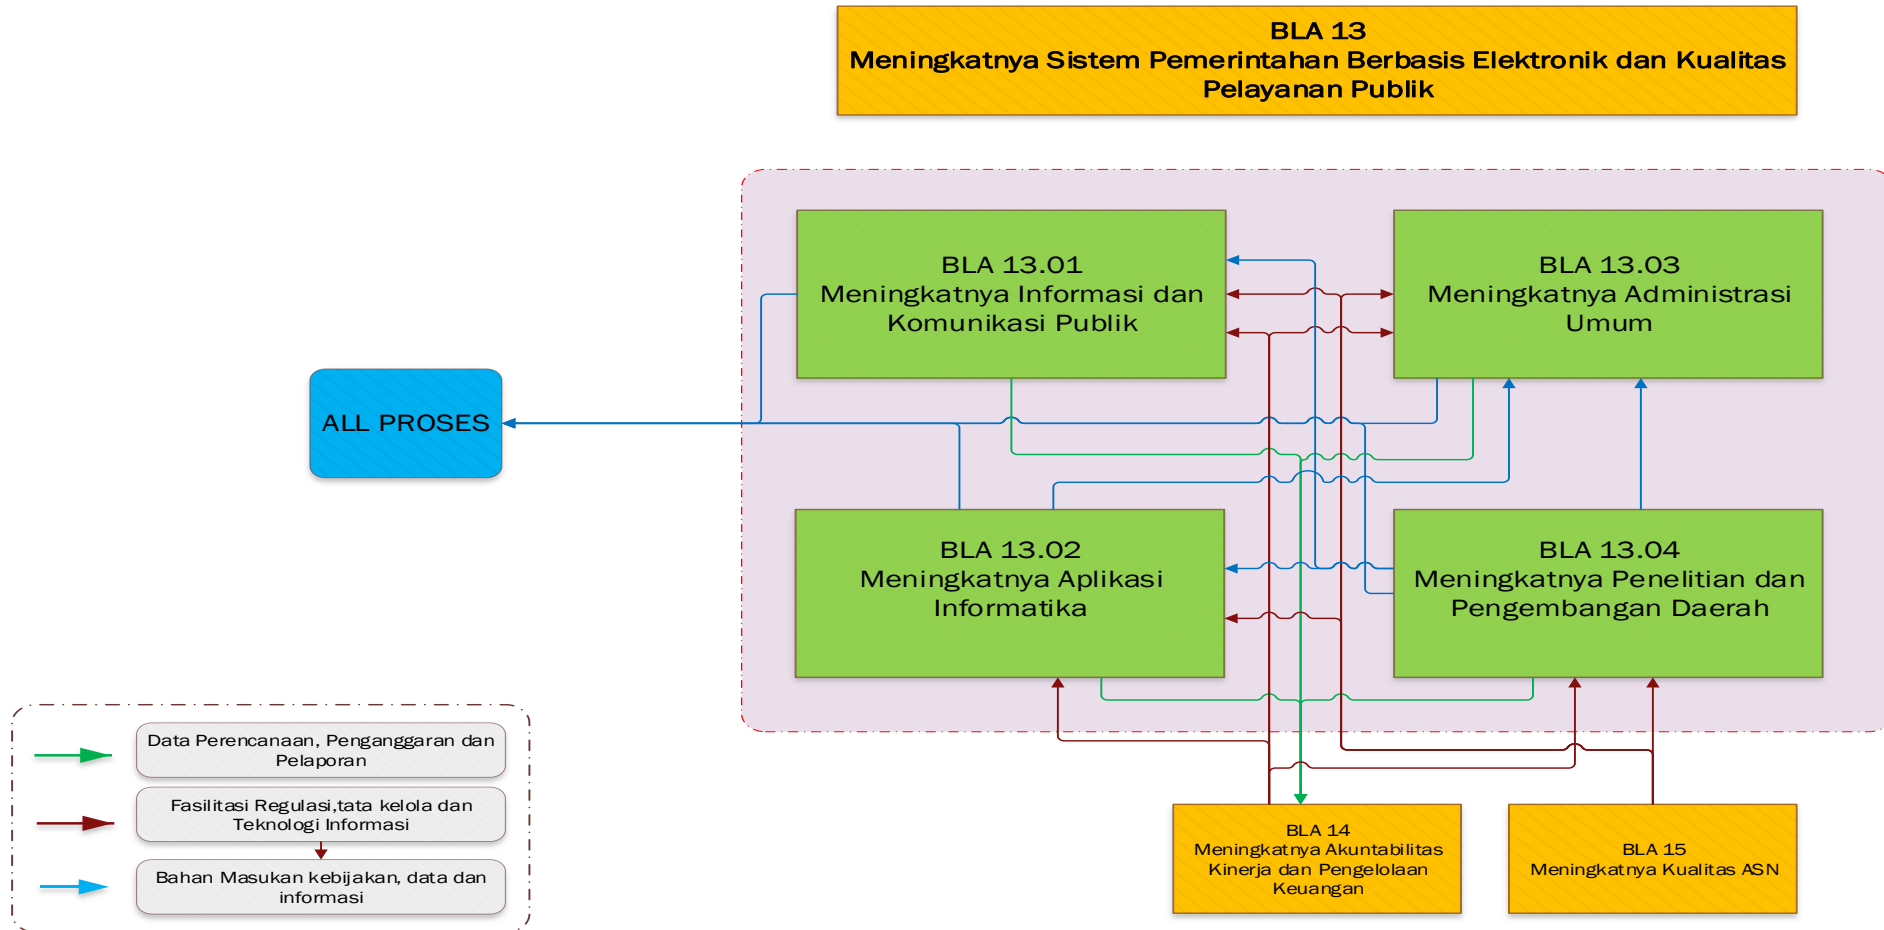 BLA 13
Meningkatnya Sistem Pemerintahan Berbasis Elektronik dan Kualitas
Pelayanan Publik
BLA 13.01
Meningkatnya Informasi dan
Komunikasi Publik
BLA 13.03
Meningkatnya Administrasi
Umum
ALL PROSES
BLA 13.02
Meningkatnya Aplikasi
Informatika
BLA 13.04
Meningkatnya Penelitian dan
Pengembangan Daerah
Data Perencanaan, Penganggaran dan
Pelaporan
Fasilitasi Regulasi,tata kelola dan
Teknologi Informasi
Bahan Masukan kebijakan, data dan
informasi
BLA 14
Meningkatnya Akuntabilitas
Kinerja dan Pengelolaan
Keuangan
BLA 15
Meningkatnya Kualitas ASN